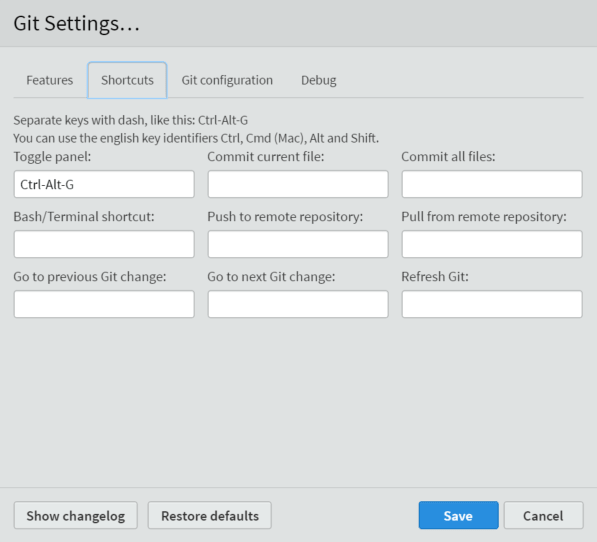 Git Settings…
Features Shortcuts Git configuration Debug
Separate keys with dash, like this: Ctrl-Alt-G
You can use the english key identifiers Ctrl, Cmd (Mac), Alt and Shift.
Toggle panel: Commit current file: Commit all files:
Ctrl-Alt-G
Bash/Terminal shortcut: Push to remote repository: Pull from remote repository:
Go to previous Git change: Go to next Git change: Refresh Git:
Show changelog Restore defaults Save Cancel